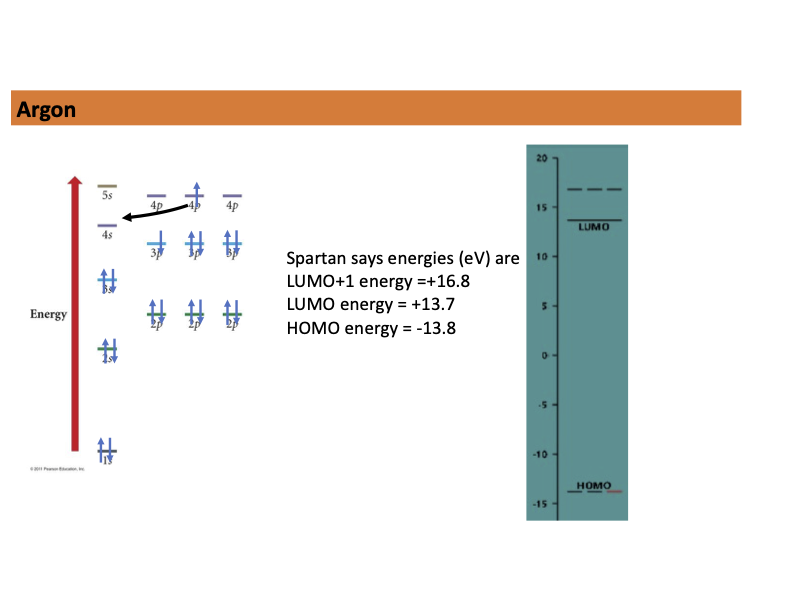 Argon
5s
4p 4p 4p
4s
3p 3p 3p
3s
Energy
2p 2p 2p
2s
1s
© 2011 Pearson Education, Inc.
Spartan says energies (eV) are
LUMO+1 energy =+16.8
LUMO energy = +13.7
HOMO energy = -13.8
20
15
LUMO
10
5
0
-5
-10
HOMO
-15